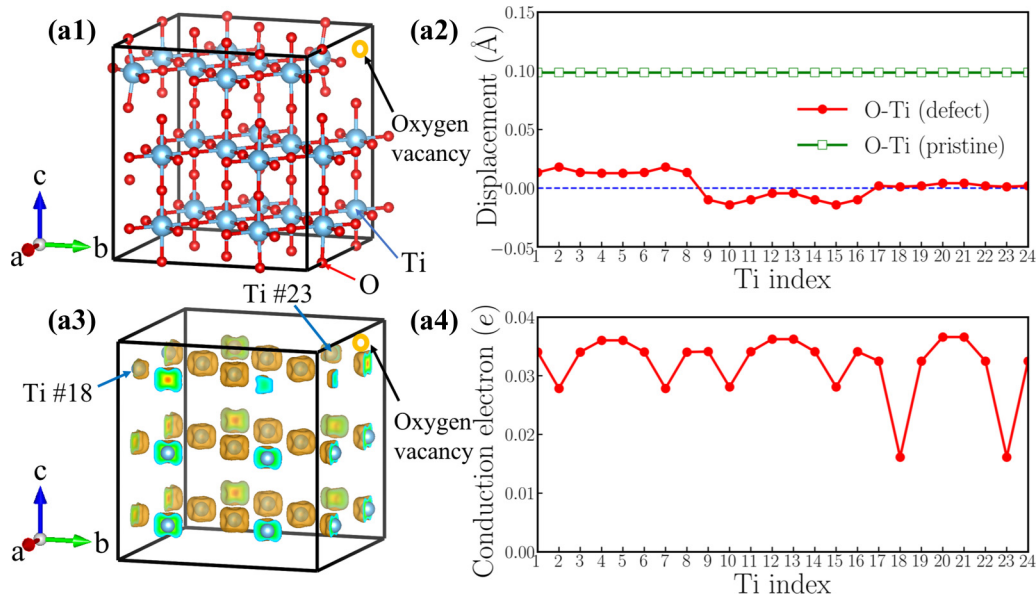 (a1)
Oxygen
vacancy
c
a
b
Ti
O
(a2)
Displacement (Å)
0.15
0.10
0.05
0.00
−0.05
O-Ti (defect)
O-Ti (pristine)
1 2 3 4 5 6 7 8 9 10 11 12 13 14 15 16 17 18 19 20 21 22 23 24
Ti index
(a3)
Ti #23
Ti #18
Oxygen
vacancy
c
a
b
(a4)
Conduction electron (e)
0.04
0.03
0.02
0.01
0.00
1 2 3 4 5 6 7 8 9 10 11 12 13 14 15 16 17 18 19 20 21 22 23 24
Ti index